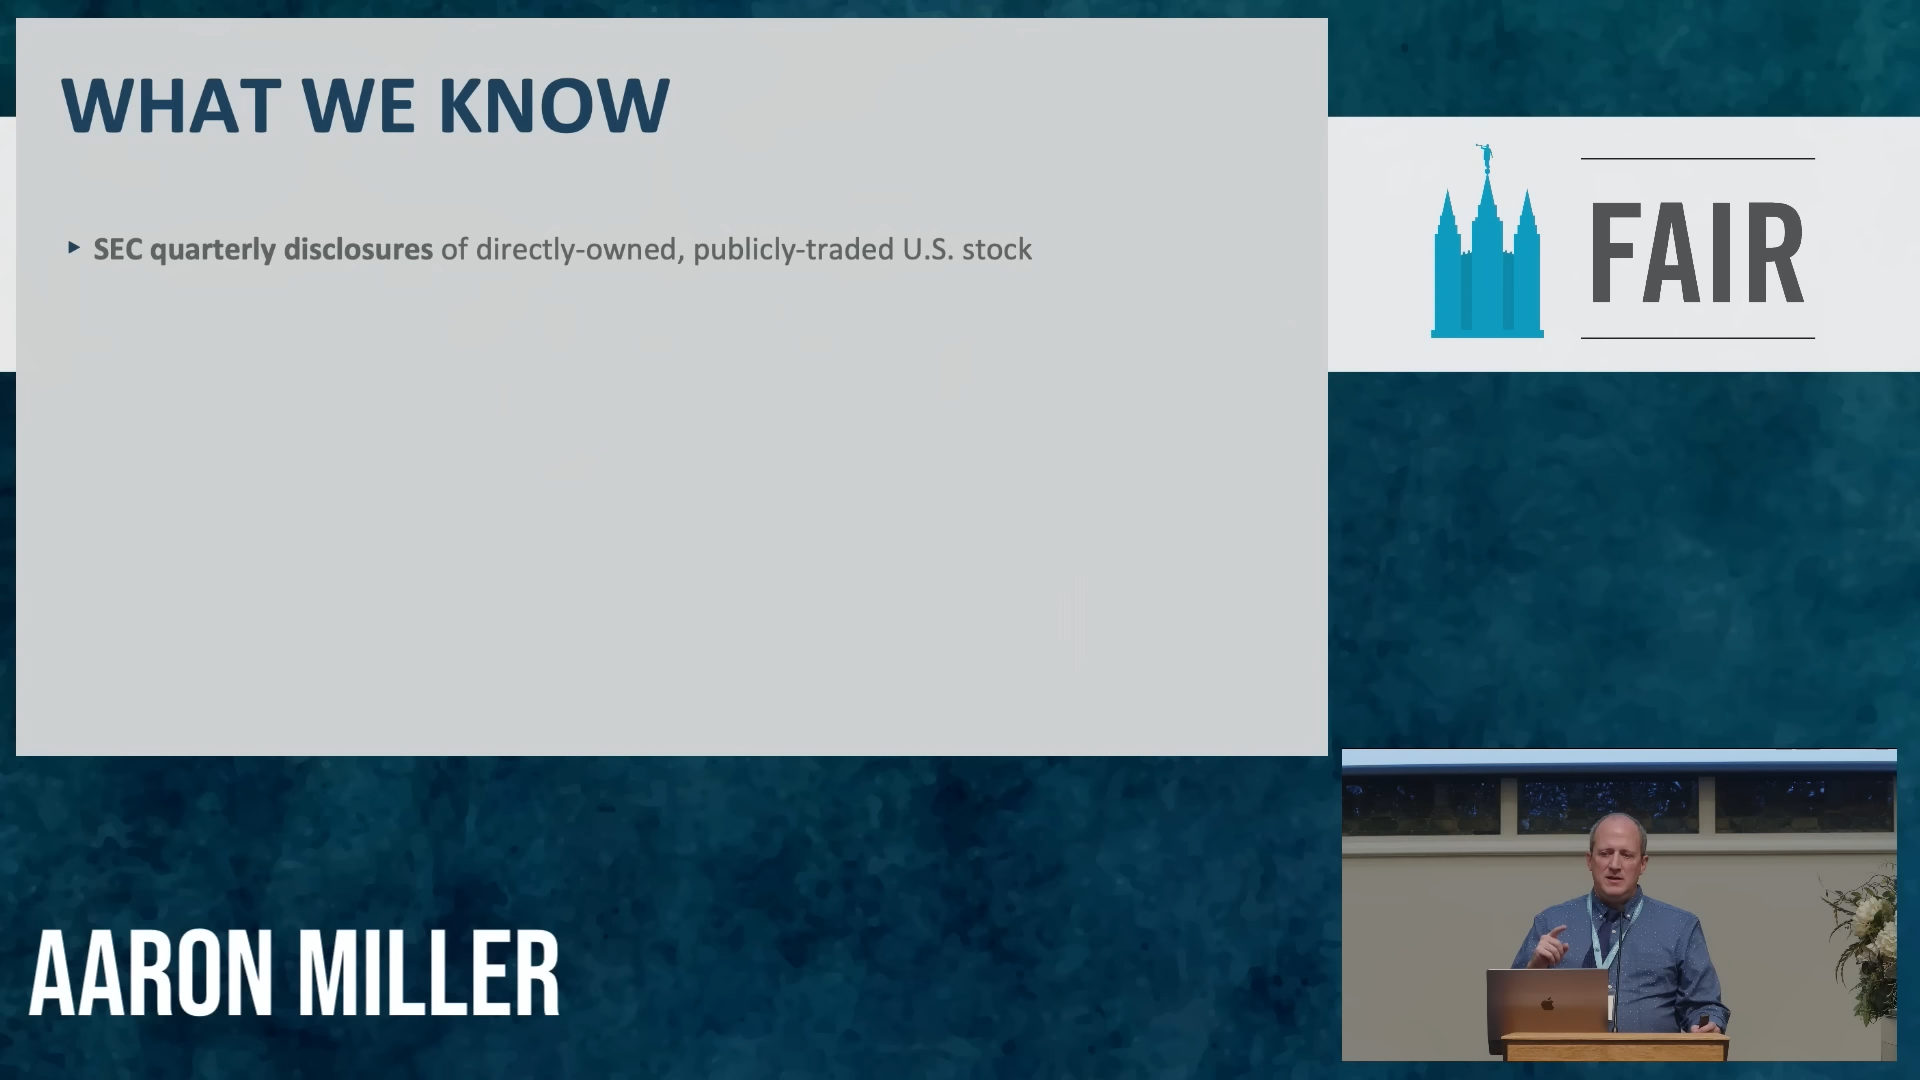 WHAT WE KNOW
SEC quarterly disclosures of directly-owned, publicly-traded U.S. stock
FAIR
AARON MILLER